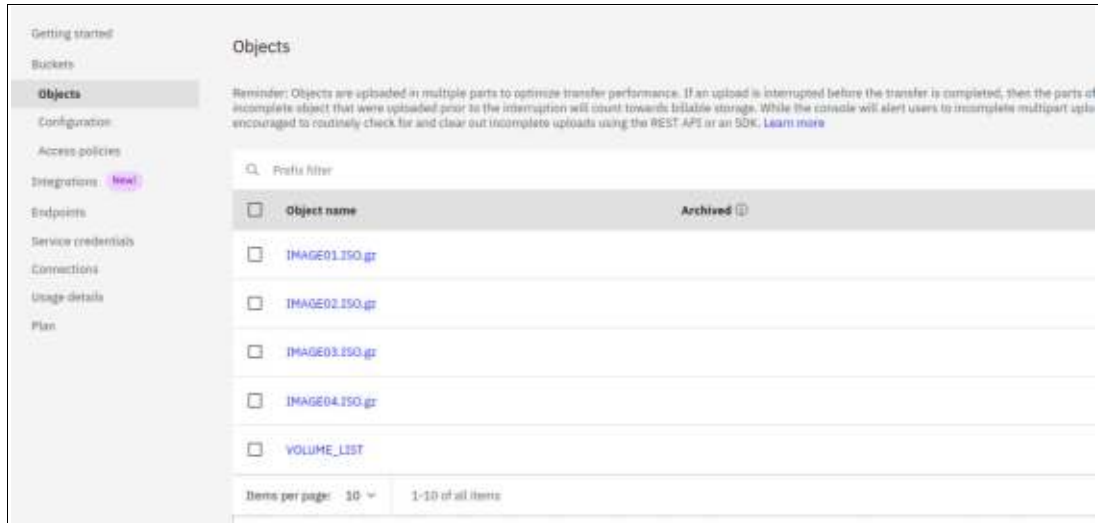 Getting started
Buckets
Objects
Configuration
Access policies
Integrations New!
Endpoints
Service credentials
Connections
Usage details
Plan
Objects
Reminder: Objects are uploaded in multiple parts to optimize transfer performance. If an upload is interrupted before the transfer is completed, then the parts of
incomplete object that were uploaded prior to the interruption will count towards billable storage. While the console will alert users to incomplete multipart uplo
encouraged to routinely check for and clear out incomplete uploads using the REST API or an SDK. Learn more
Prefix filter
Object name Archived
IMAGE01.ISO.gr
IMAGE02.ISO.gr
IMAGE03.ISO.gr
IMAGE04.ISO.gr
VOLUME_LIST
Items per page: 10 1-10 of all items